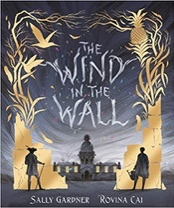 THE
WIND
IN THE
WALL
SALLY GARDNER ROVINA CAI